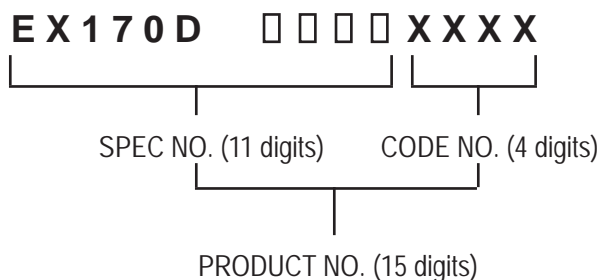 EX170D □□□□XXXX
SPEC NO. (11 digits) CODE NO. (4 digits)
PRODUCT NO. (15 digits)